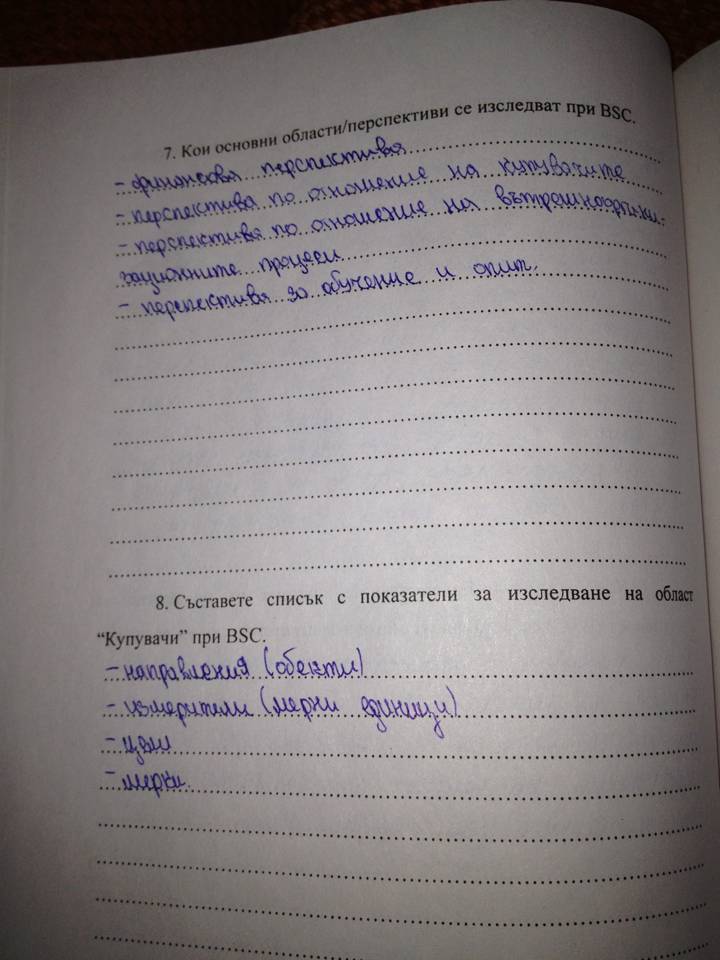 7. Кои основни области/перспективи се изследват при BSC.
- финансова перспектива
- перспектива по отношение на купувачите
- перспектива по отношение на вътрешнооргани-
зационните процеси
- перспектива за обучение и опит.
8. Съставете списък с показатели за изследване на област
“Купувачи” при BSC.
- направления (обекти)
- измерители (мерни единици)
- цели
- мерки.